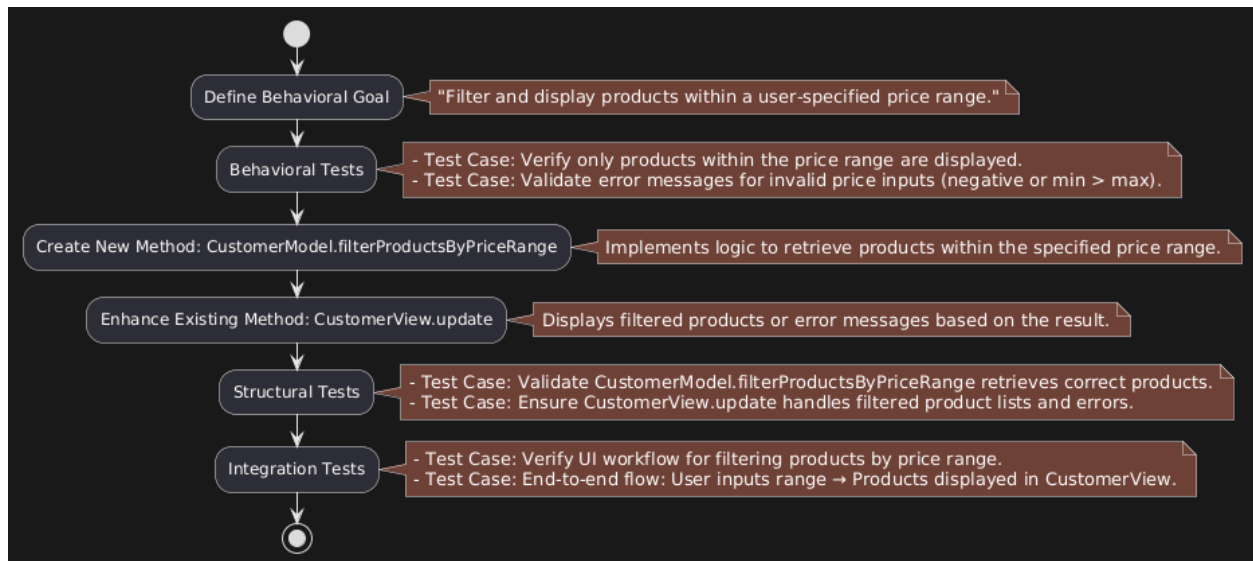 Define Behavioral Goal
"Filter and display products within a user-specified price range."
Behavioral Tests
- Test Case: Verify only products within the price range are displayed.
- Test Case: Validate error messages for invalid price inputs (negative or min > max).
Create New Method: CustomerModel.filterProductsByPriceRange
Implements logic to retrieve products within the specified price range.
Enhance Existing Method: CustomerView.update
Displays filtered products or error messages based on the result.
Structural Tests
- Test Case: Validate CustomerModel.filterProductsByPriceRange retrieves correct products.
- Test Case: Ensure CustomerView.update handles filtered product lists and errors.
Integration Tests
- Test Case: Verify UI workflow for filtering products by price range.
- Test Case: End-to-end flow: User inputs range → Products displayed in CustomerView.